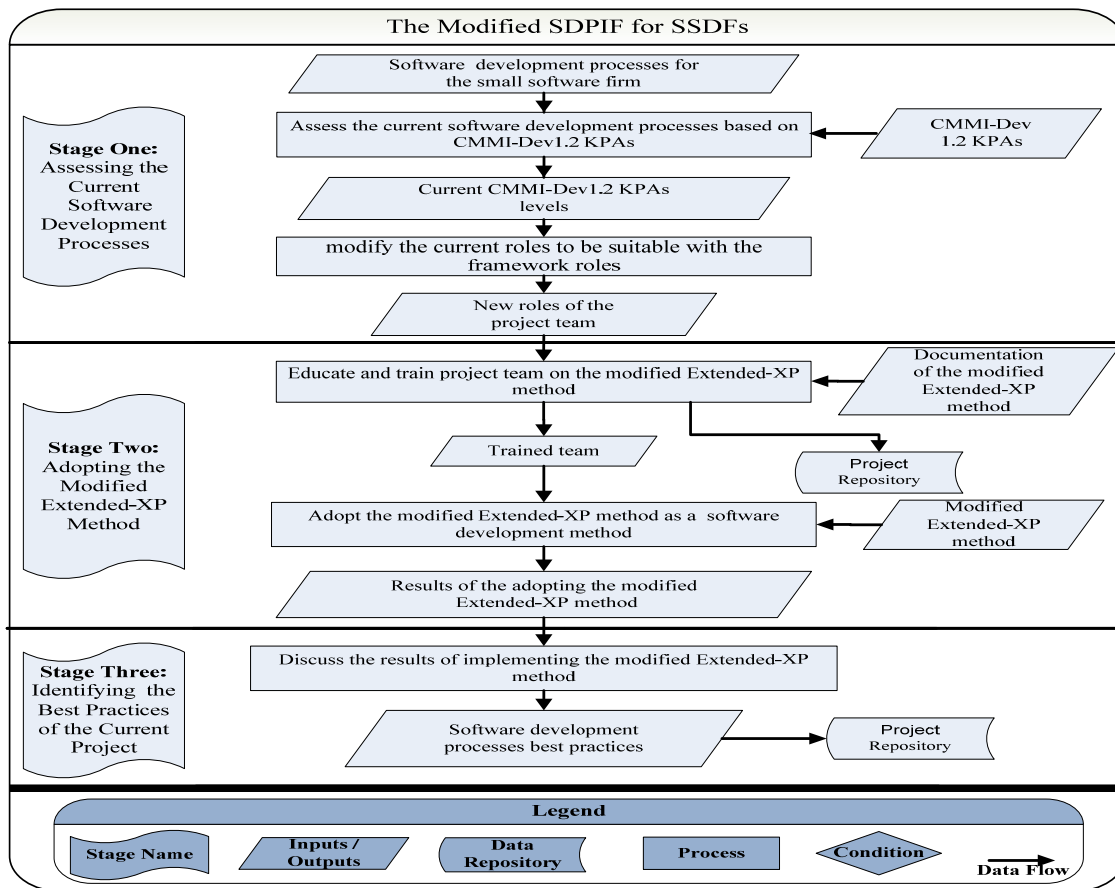 The Modified SDPIF for SSDFs
Stage One:
Assessing the
Current
Software
Development
Processes
Software development processes for
the small software firm
Assess the current software development processes based on
CMMI-Dev1.2 KPAs
CMMI-Dev
1.2 KPAs
Current CMMI-Dev1.2 KPAs
levels
modify the current roles to be suitable with the
framework roles
New roles of the
project team
Stage Two:
Adopting the
Modified
Extended-XP
Method
Educate and train project team on the modified Extended-XP
method
Documentation
of the modified
Extended-XP
method
Trained team
Project
Repository
Adopt the modified Extended-XP method as a software
development method
Modified
Extended-XP
method
Results of the adopting the modified
Extended-XP method
Stage Three:
Identifying the
Best Practices
of the Current
Project
Discuss the results of implementing the modified Extended-XP
method
Software development
processes best practices
Project
Repository
Legend
Stage Name
Inputs /
Outputs
Data
Repository
Process
Condition
Data Flow